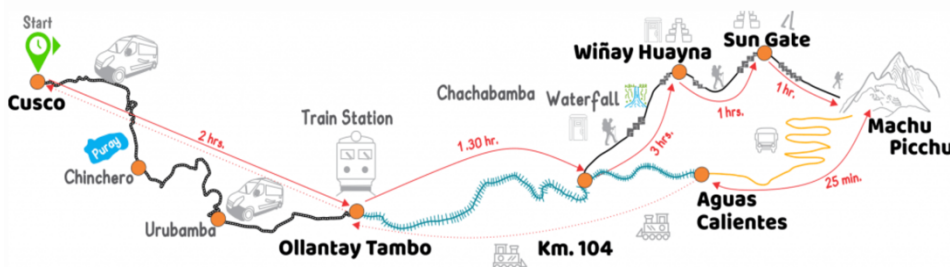 Start
Cusco
Puray
Chinchero
Urubamba
2 hrs.
Train Station
Ollantay Tambo
1.30 hr.
Chachabamba
Km. 104
Waterfall
3 hrs.
Wiñay Huayna
1 hrs.
Sun Gate
1 hr.
Machu
Picchu
25 min.
Aguas
Calientes